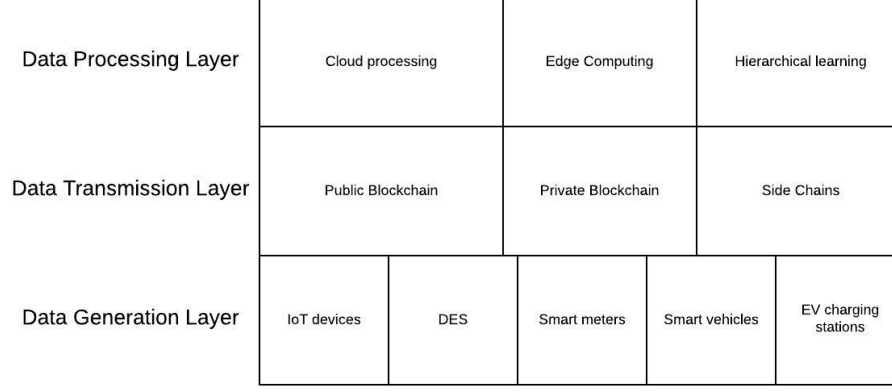 Data Processing Layer
Cloud processing
Edge Computing
Hierarchical learning
Data Transmission Layer
Public Blockchain
Private Blockchain
Side Chains
Data Generation Layer
IoT devices
DES
Smart meters
Smart vehicles
EV charging
stations